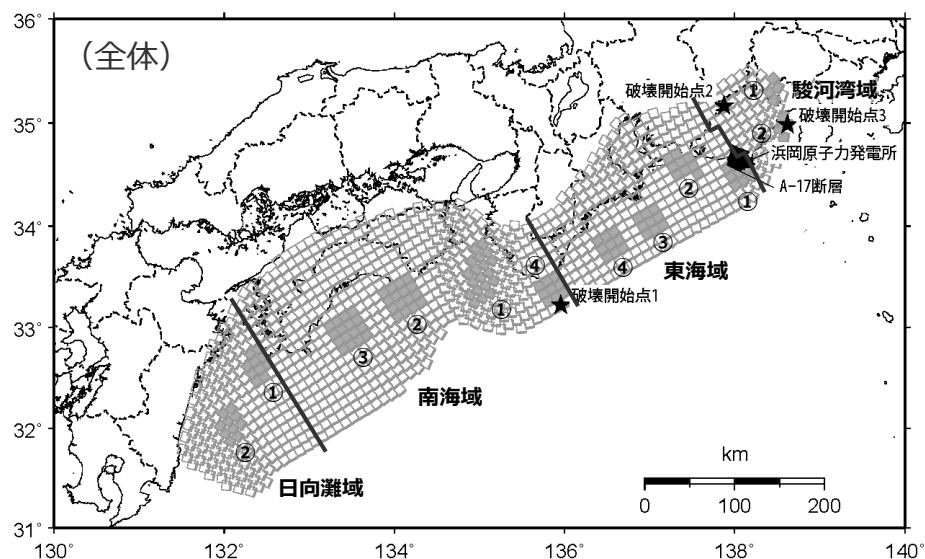 36°
35°
34°
33°
32°
31°
130°
132°
134°
136°
138°
140°
（全体）
破壊開始点2
①
駿河湾域
破壊開始点3
②
浜岡原子力発電所
A-17断層
①
②
③
④
東海域
④
破壊開始点1
①
②
③
南海域
①
②
日向灘域
km
0
100
200